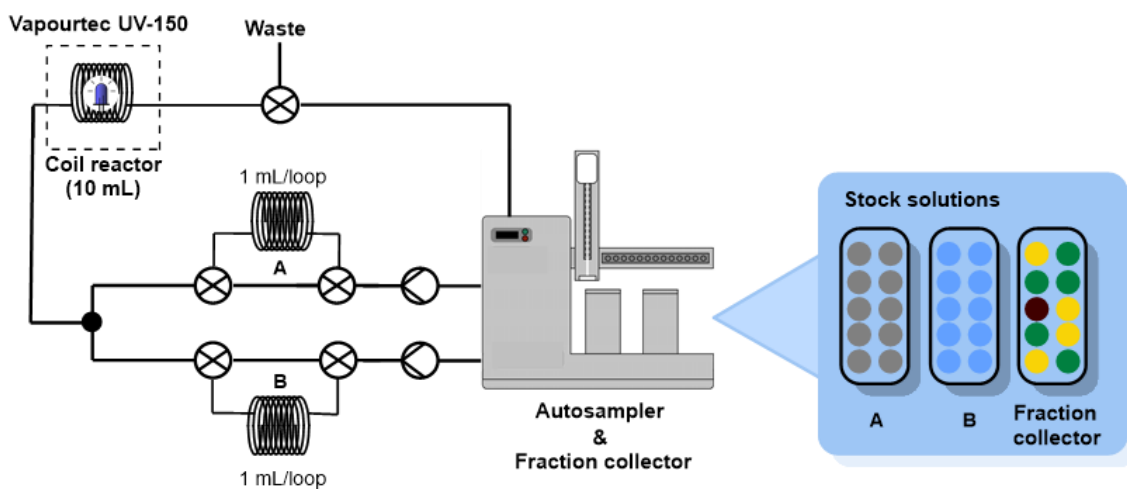 Vapourtec UV-150
Waste
Coil reactor
(10 mL)
1 mL/loop
A
B
1 mL/loop
Autosampler
&
Fraction collector
Stock solutions
A
B
Fraction
collector